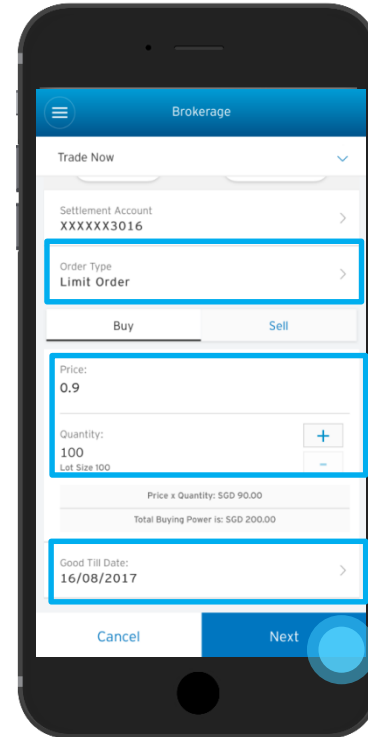 Brokerage
Trade Now
Settlement Account
XXXXXX3016
Order Type
Limit Order
Buy
Sell
Price:
0.9
Quantity:
100
Lot Size 100
+
-
Price x Quantity: SGD 90.00
Total Buying Power is: SGD 200.00
Good Till Date:
16/08/2017
Cancel
Next